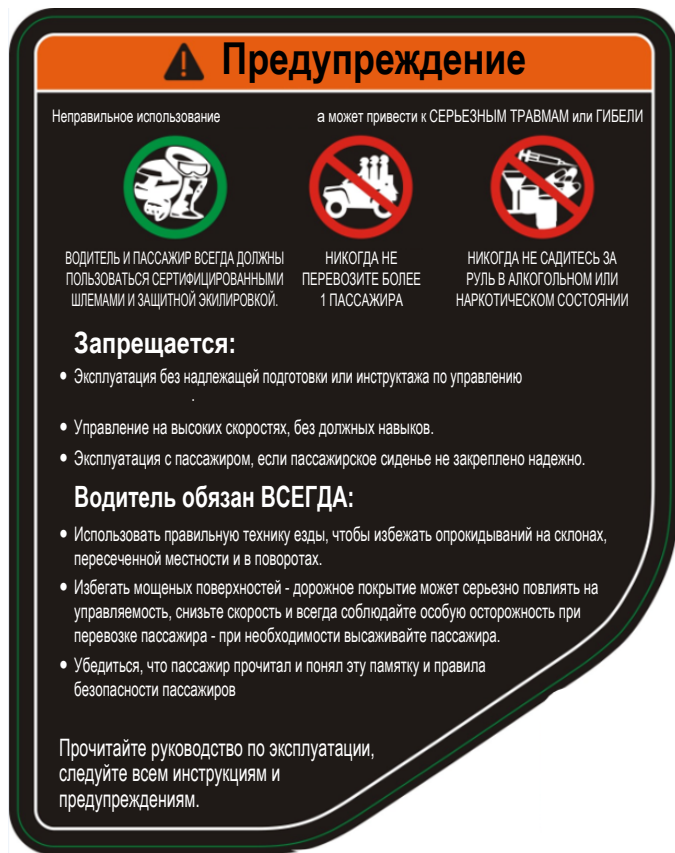 Предупреждение
Неправильное использование а может привести к СЕРЬЕЗНЫМ ТРАВМАМ или ГИБЕЛИ
ВОДИТЕЛЬ И ПАССАЖИР ВСЕГДА ДОЛЖНЫ
ПОЛЬЗОВАТЬСЯ СЕРТИФИЦИРОВАННЫМИ
ШЛЕМАМИ И ЗАЩИТНОЙ ЭКИЛИРОВКОЙ.
НИКОГДА НЕ
ПЕРЕВОЗИТЕ БОЛЕЕ
1 ПАССАЖИРА
НИКОГДА НЕ САДИТЕСЬ ЗА
РУЛЬ В АЛКОГОЛЬНОМ ИЛИ
НАРКОТИЧЕСКОМ СОСТОЯНИИ
Запрещается:
• Эксплуатация без надлежащей подготовки или инструктажа по управлению
.
• Управление на высоких скоростях, без должных навыков.
• Эксплуатация с пассажиром, если пассажирское сиденье не закреплено надежно.
Водитель обязан ВСЕГДА:
• Использовать правильную технику езды, чтобы избежать опрокидываний на склонах,
пересеченной местности и в поворотах.
• Избегать мощеных поверхностей - дорожное покрытие может серьезно повлиять на
управляемость, снизьте скорость и всегда соблюдайте особую осторожность при
перевозке пассажира - при необходимости высаживайте пассажира.
• Убедиться, что пассажир прочитал и понял эту памятку и правила
безопасности пассажиров
Прочитайте руководство по эксплуатации,
следуйте всем инструкциям и
предупреждениям.